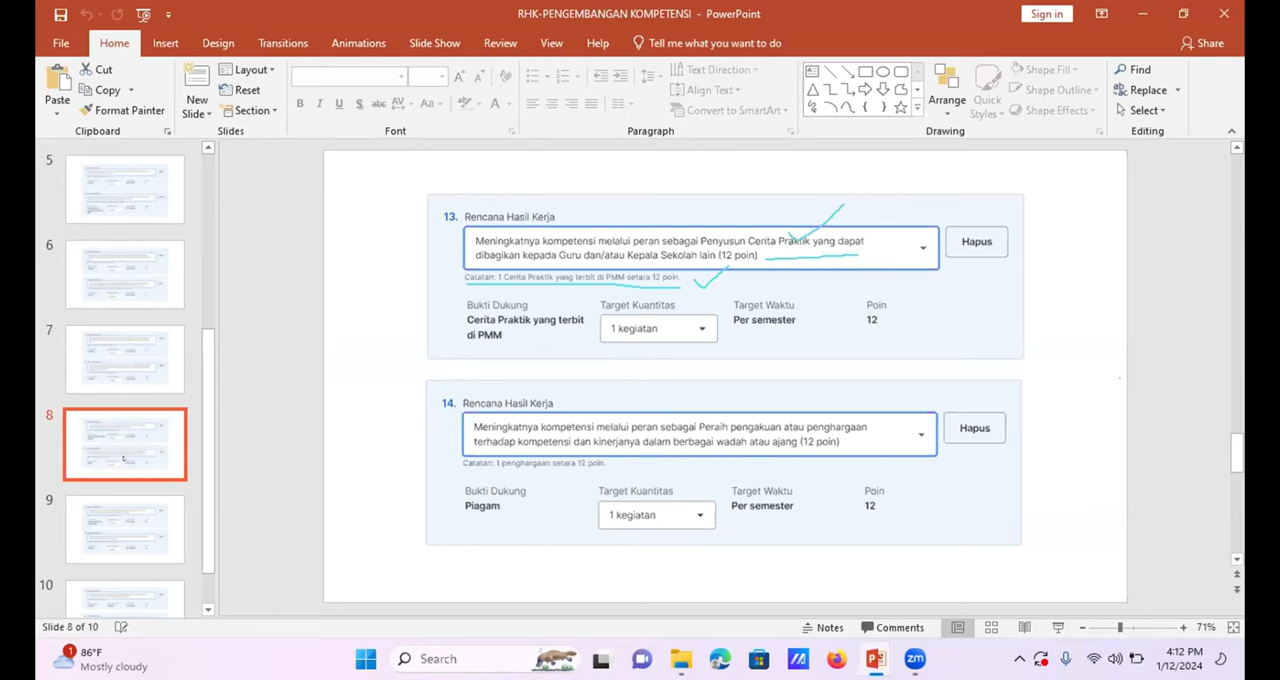 RHK-PENGEMBANGAN KOMPETENSI - PowerPoint
Sign in
File Home Insert Design Transitions Animations Slide Show Review View Help Tell me what you want to do Share
Paste
Cut
Copy
Format Painter
Clipboard
New Slide
Layout
Reset
Section
Slides
B I U S abc AV Aa A
Font
Text Direction
Align Text
Convert to SmartArt
Paragraph
Arrange
Quick Styles
Shape Fill
Shape Outline
Shape Effects
Drawing
Find
Replace
Select
Editing
5
6
7
8
9
10
13. Rencana Hasil Kerja
Meningkatnya kompetensi melalui peran sebagai Penyusun Cerita Praktik yang dapat
dibagikan kepada Guru dan/atau Kepala Sekolah lain (12 poin)
Hapus
Catatan: 1 Cerita Praktik yang terbit di PMM setara 12 poin.
Bukti Dukung Target Kuantitas Target Waktu Poin
Cerita Praktik yang terbit 1 kegiatan Per semester 12
di PMM
14. Rencana Hasil Kerja
Meningkatnya kompetensi melalui peran sebagai Peraih pengakuan atau penghargaan
terhadap kompetensi dan kinerjanya dalam berbagai wadah atau ajang (12 poin)
Hapus
Catatan: 1 penghargaan setara 12 poin.
Bukti Dukung Target Kuantitas Target Waktu Poin
Piagam 1 kegiatan Per semester 12
Slide 8 of 10
Notes Comments 71%
1
86°F
Mostly cloudy
Search
zm
4:12 PM
1/12/2024